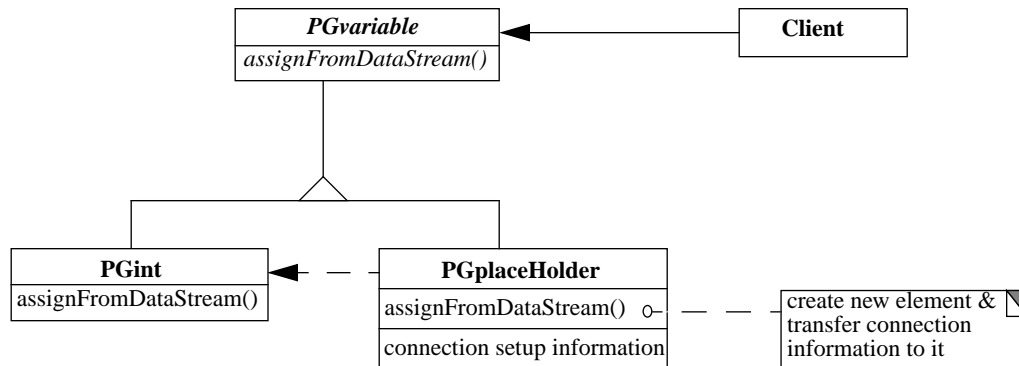 PGvariable
Client
assignFromDataStream()
PGint
PGplaceHolder
assignFromDataStream()
assignFromDataStream()
connection setup information
create new element &
transfer connection
information to it